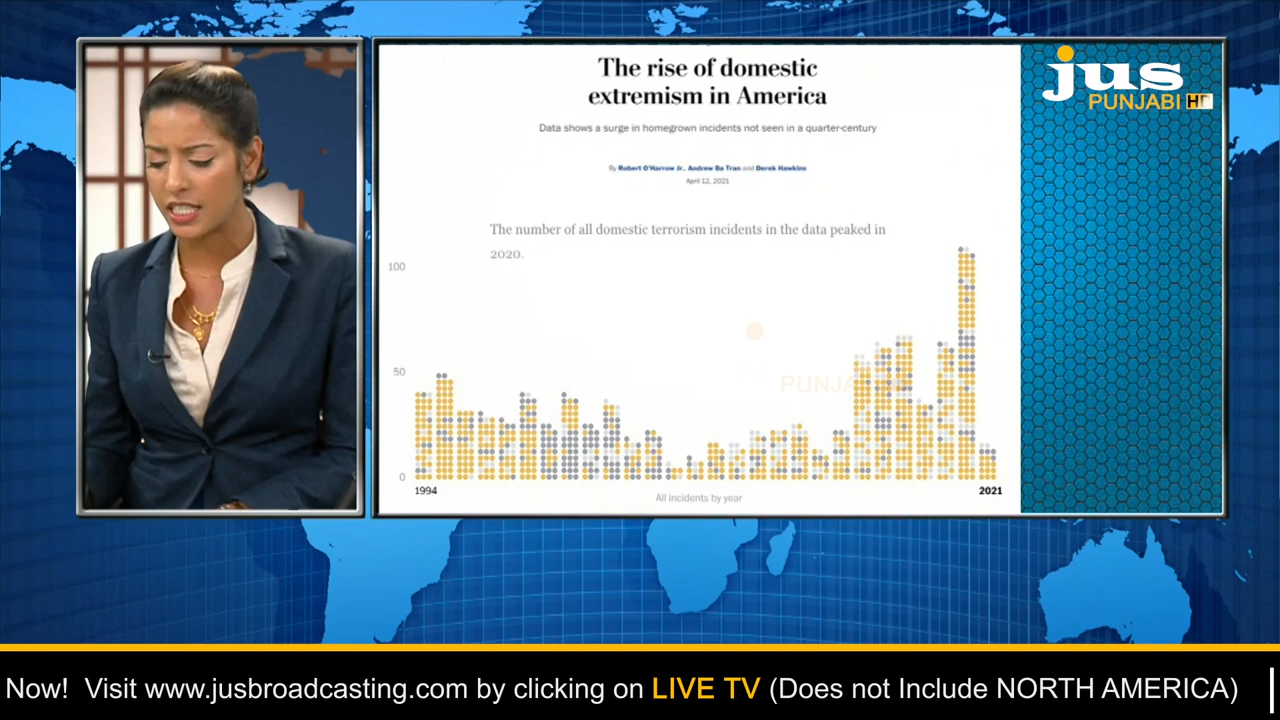 The rise of domestic
extremism in America
Data shows a surge in homegrown incidents not seen in a quarter-century
By Robert O'Harrow Jr., Andrew Ba Tran and Derek Hawkins
April 12, 2021
The number of all domestic terrorism incidents in the data peaked in
2020.
100
50
0
1994
2021
All incidents by year
jus
PUNJABI HD
PUNJA
Now! Visit www.jusbroadcasting.com by clicking on LIVE TV (Does not Include NORTH AMERICA)